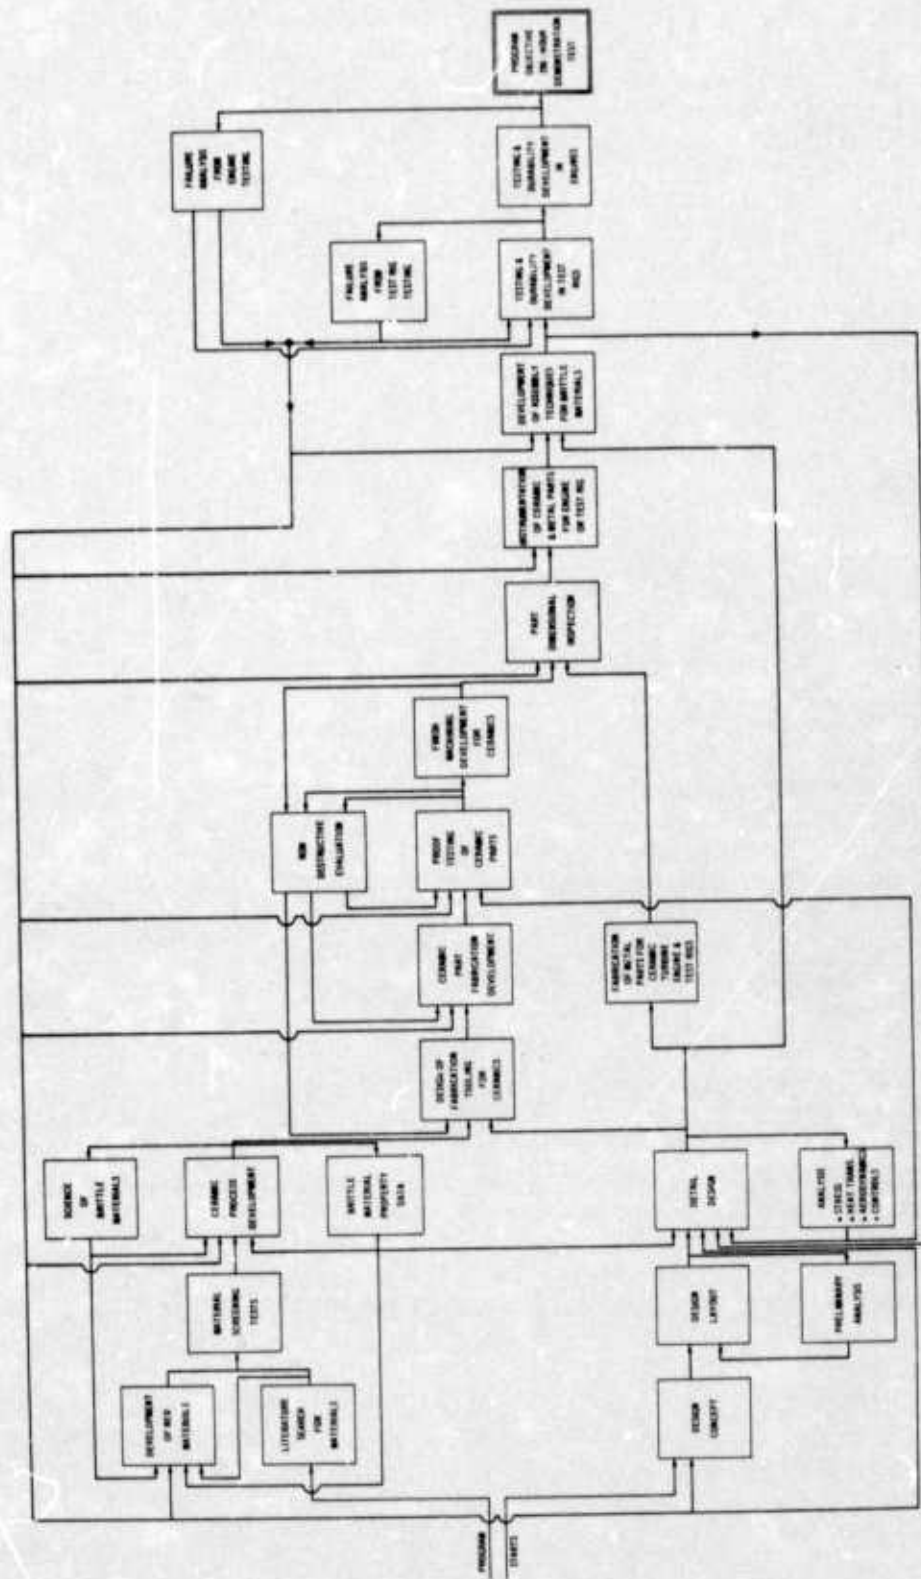 PROGRAM
STARTS
DEVELOPMENT
OF NEW
MATERIALS
LITERATURE
SEARCH
FOR
MATERIALS
DESIGN
CONCEPT
MATERIAL
SCREENING
TESTS
DESIGN
LAYOUT
PRELIMINARY
ANALYSIS
SCIENCE
OF
BRITTLE
MATERIALS
CERAMIC
PROCESS
DEVELOPMENT
BRITTLE
MATERIAL
PROPERTY
DATA
DETAIL
DESIGN
ANALYSIS
• STRESS
• HEAT TRANS.
• AERODYNAMICS
• CONTROLS
DESIGN OF
FABRICATION
TOOLING
FOR
CERAMICS
CERAMIC
PART
FABRICATION
DEVELOPMENT
FABRICATION
OF METAL
PARTS FOR
CERAMIC
TURBINE
ENGINE &
TEST RIGS
NON
DESTRUCTIVE
EVALUATION
PROOF
TESTING
OF
CERAMIC
PARTS
FINISH
MACHINING
DEVELOPMENT
FOR
CERAMICS
PART
DIMENSIONAL
INSPECTION
INSTRUMENTATION
OF CERAMIC
& METAL PARTS
FOR ENGINE
OR TEST RIG
DEVELOPMENT
OF ASSEMBLY
TECHNIQUES
FOR BRITTLE
MATERIALS
TESTING &
DURABILITY
DEVELOPMENT
IN TEST
RIGS
FAILURE
ANALYSIS
FROM
TEST RIG
TESTING
FAILURE
ANALYSIS
FROM
ENGINE
TESTING
TESTING &
DURABILITY
DEVELOPMENT
IN
ENGINES
PROGRAM
OBJECTIVE
HOUR
DEMONSTRATION
TEST